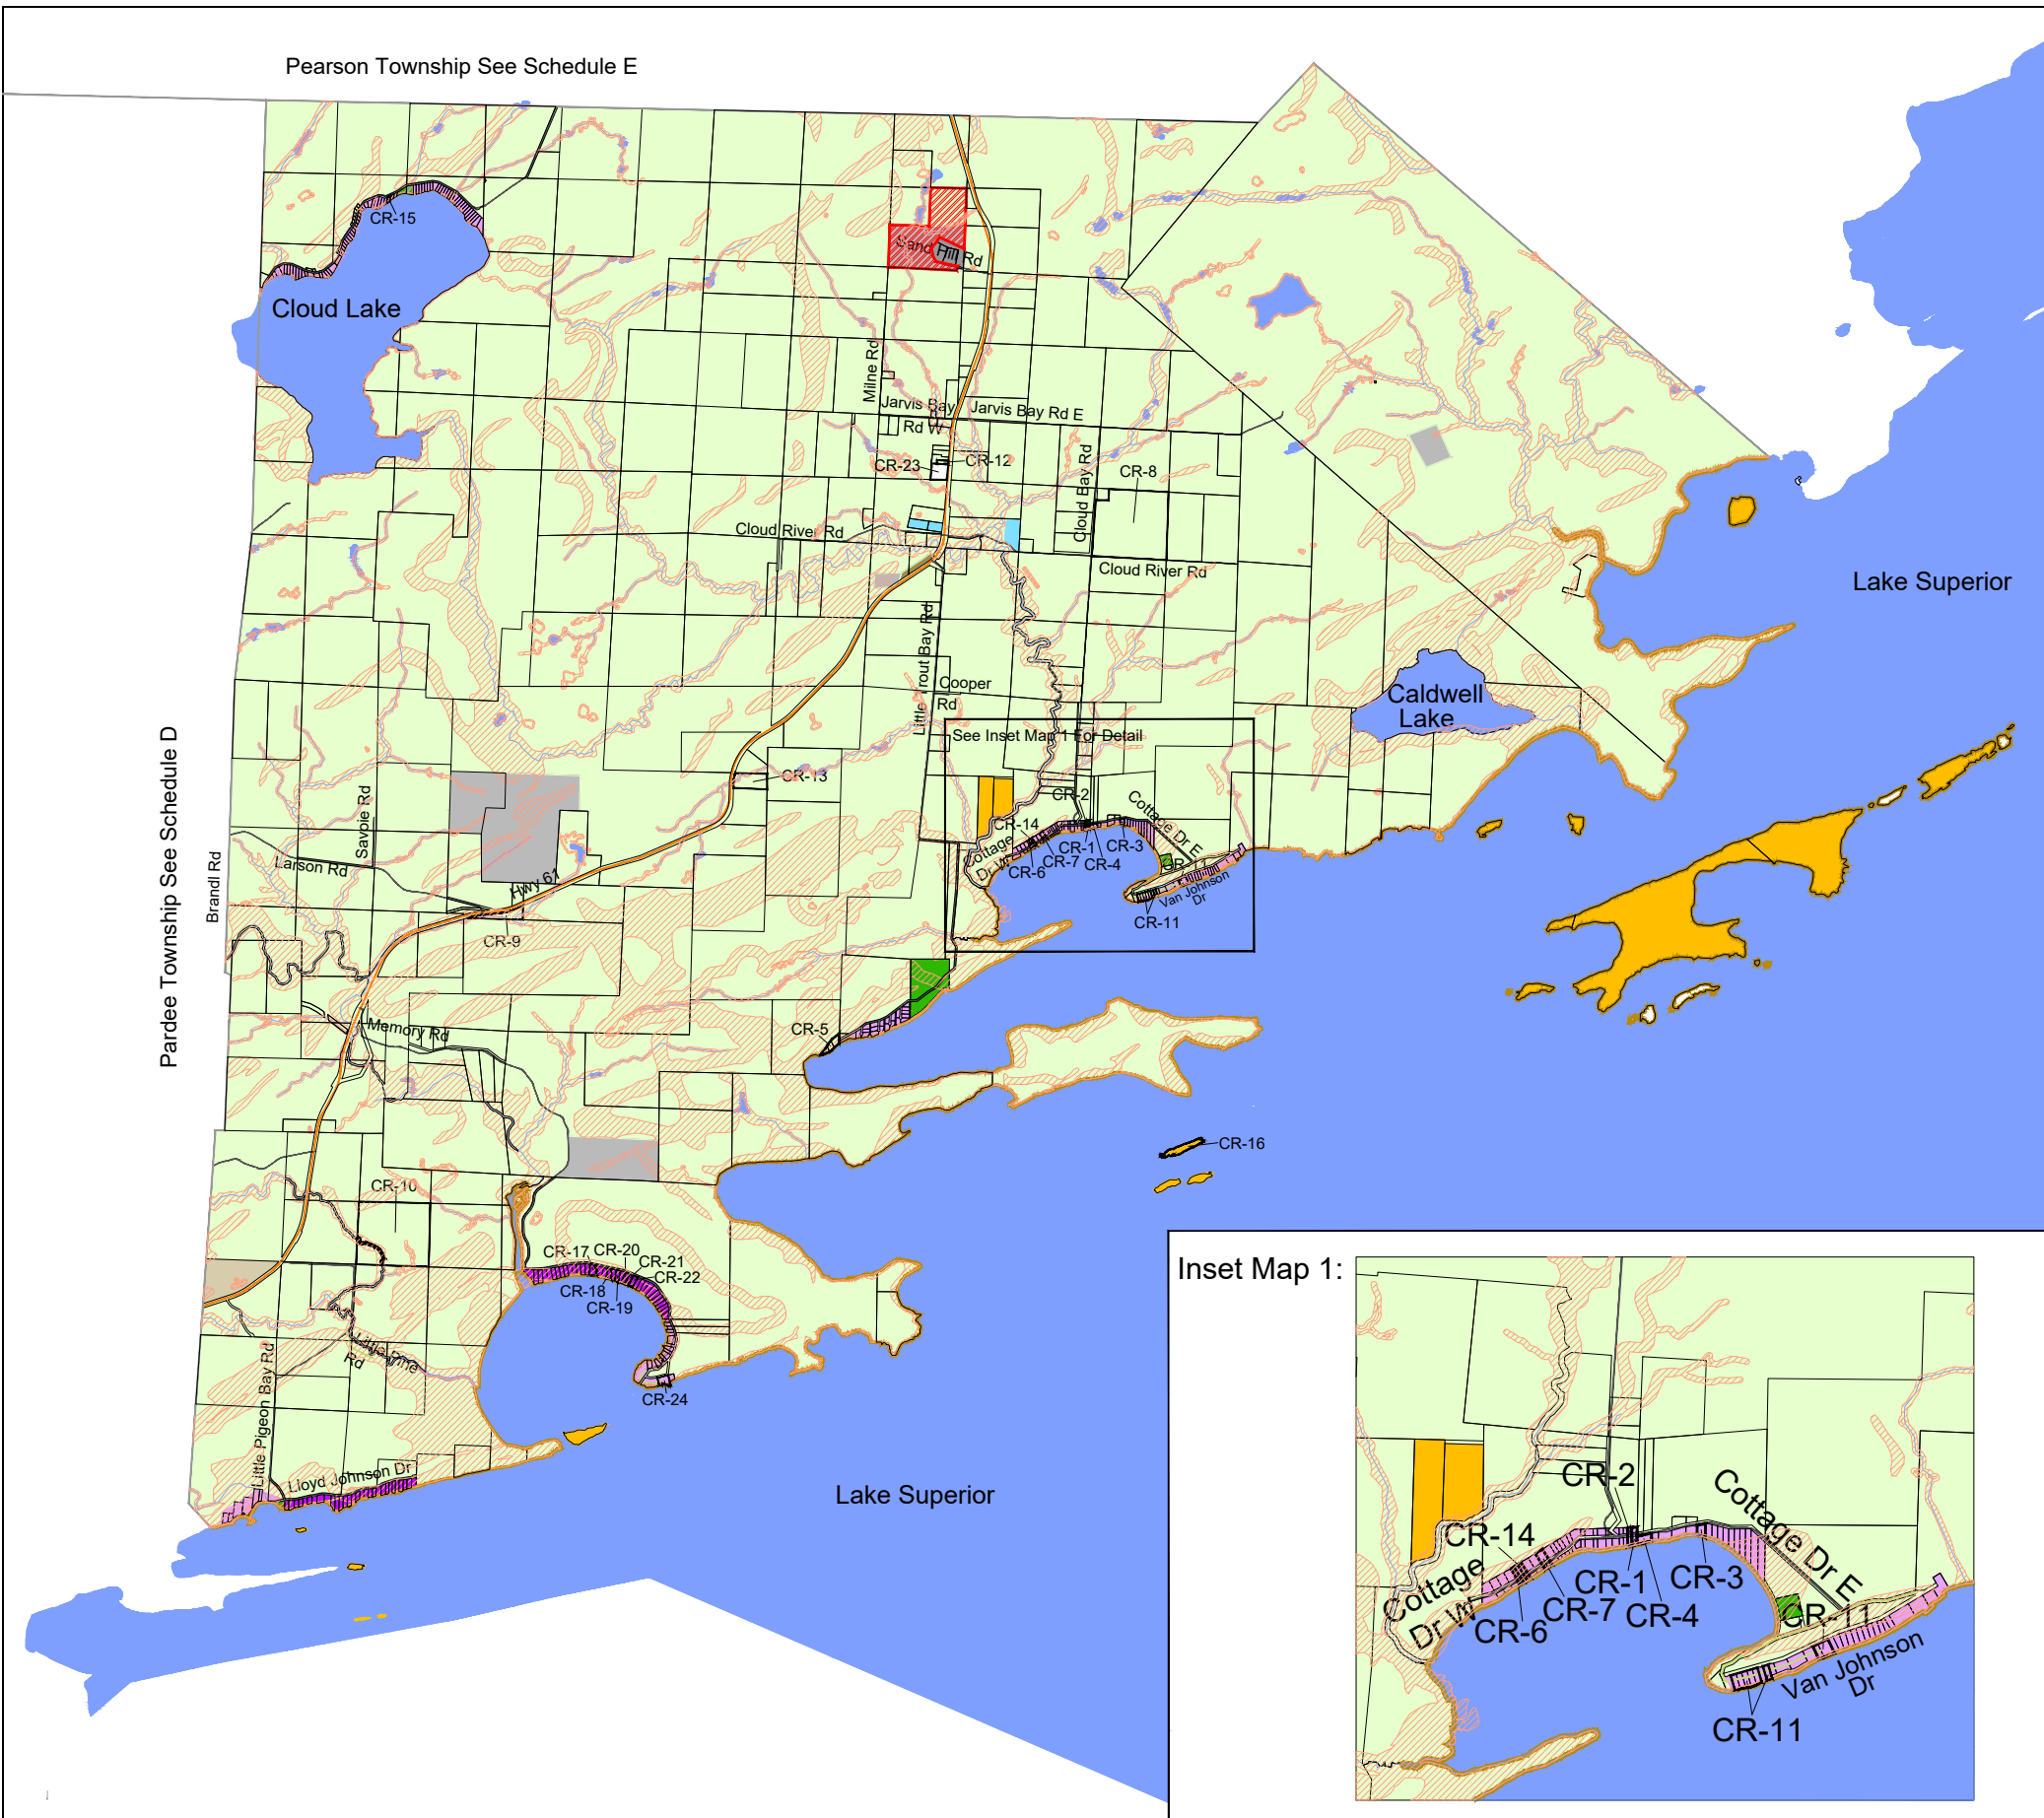 Pearson Township See Schedule E
CR-15
Cloud Lake
Sand Hill Rd
Milne Rd
Jarvis Bay
Rd W
Jarvis Bay Rd E
CR-23
CR-12
CR-8
Cloud Bay Rd
Cloud River Rd
Cloud River Rd
Lake Superior
Little Trout Bay Rd
Cooper
Rd
Caldwell
Lake
See Inset Map 1 For Detail
Pardee Township See Schedule D
CR-13
CR-2
Cottage Dr E
CR-14
CR-1
CR-3
Cottage
Dr W
CR-7
CR-4
CR-6
CR-11
Van Johnson
Dr
CR-11
Savoie Rd
Larson Rd
Brandl Rd
Hwy 61
CR-9
Memory Rd
CR-5
CR-16
CR-10
CR-17
CR-20
CR-21
CR-22
CR-18
CR-19
CR-24
Little Pine
Rd
Little Pigeon Bay Rd
Lloyd Johnson Dr
Lake Superior
Inset Map 1:
CR-2
Cottage Dr E
CR-14
Cottage
Dr W
CR-1
CR-3
CR-7
CR-4
CR-6
CR-11
Van Johnson
Dr
CR-11